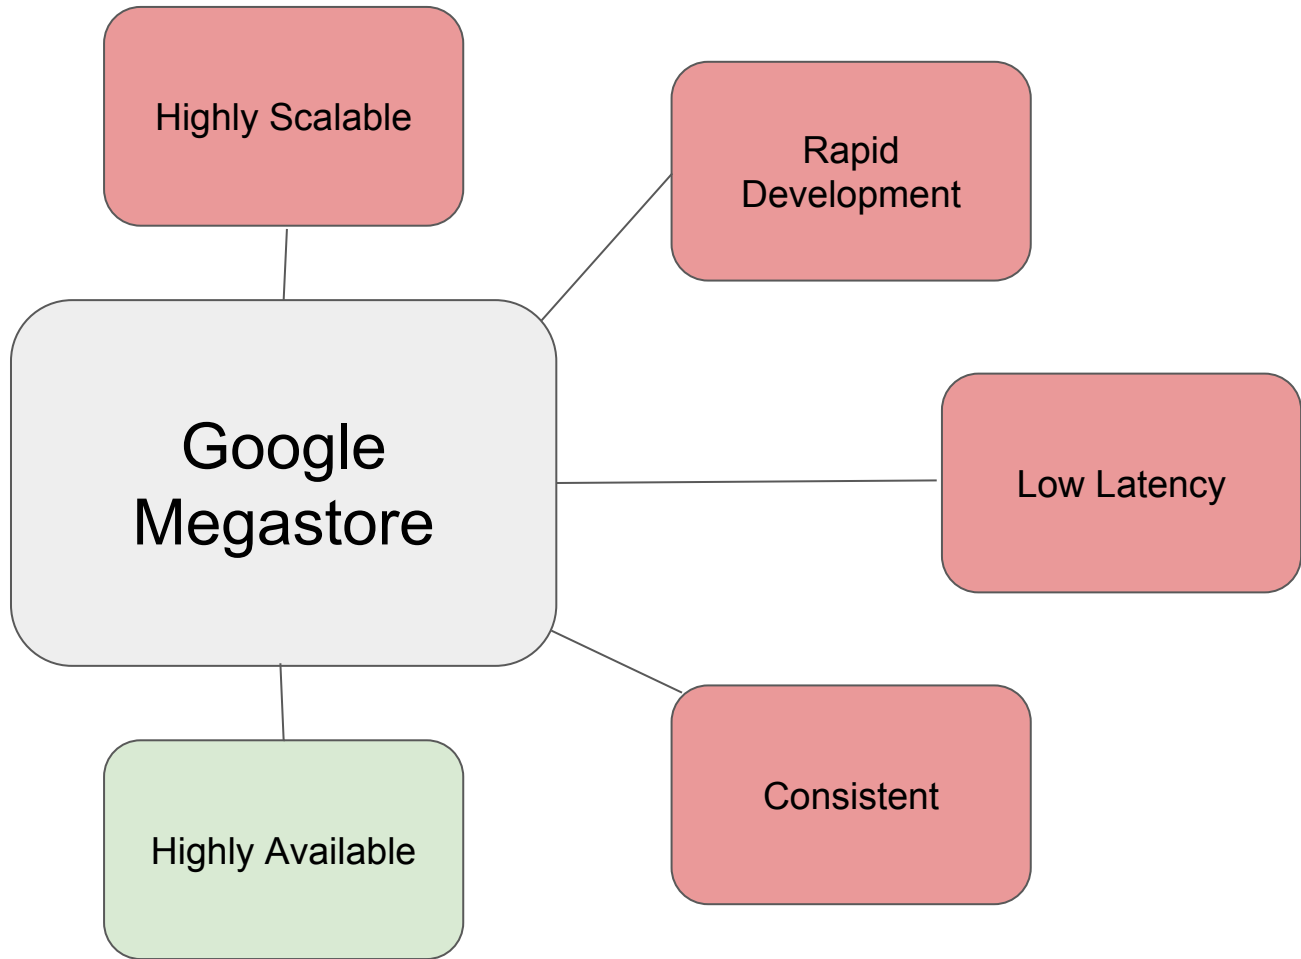 Highly Scalable
Rapid
Development
Google
Megastore
Low Latency
Consistent
Highly Available